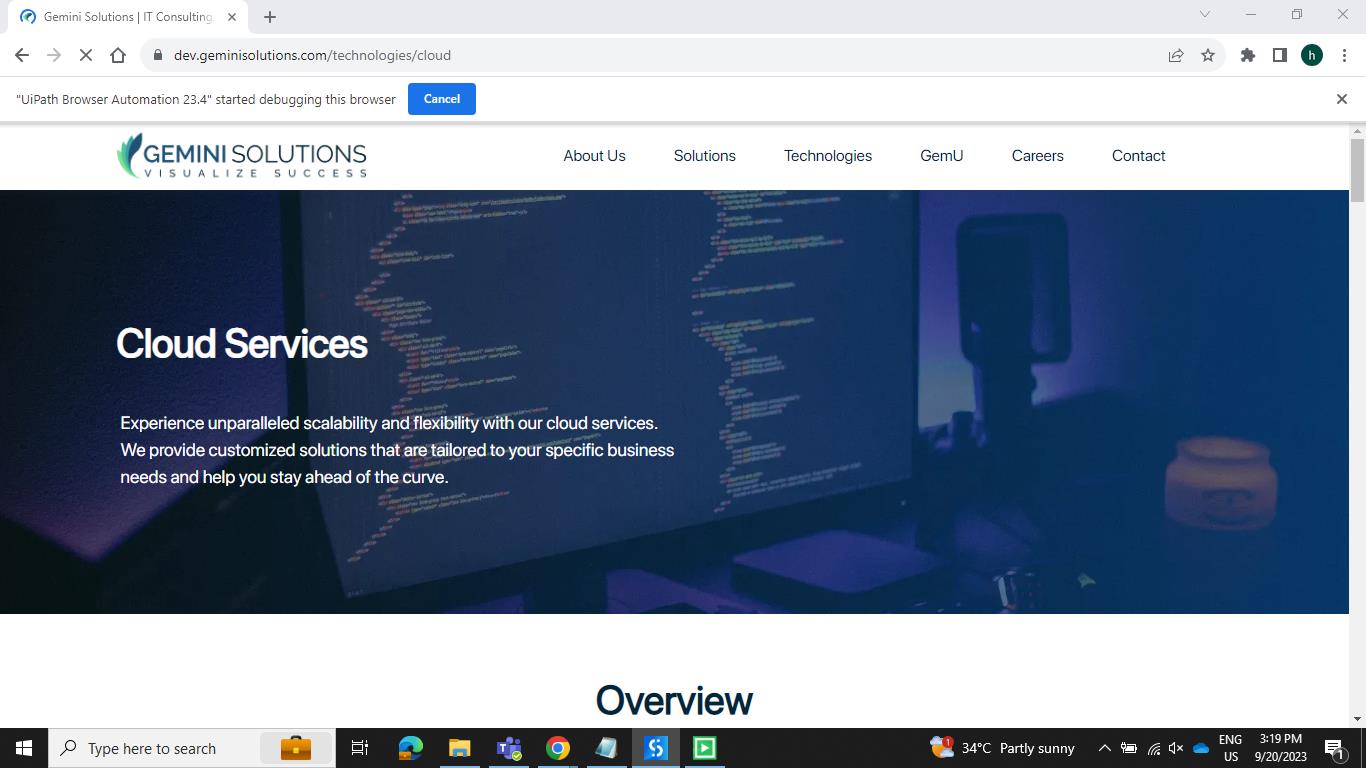 Gemini Solutions | IT Consulting
dev.geminisolutions.com/technologies/cloud
h
"UiPath Browser Automation 23.4" started debugging this browser
Cancel
GEMINI SOLUTIONS
VISUALIZE SUCCESS
About Us
Solutions
Technologies
GemU
Careers
Contact
Cloud Services
Experience unparalleled scalability and flexibility with our cloud services.
We provide customized solutions that are tailored to your specific business
needs and help you stay ahead of the curve.
Overview
Type here to search
1
34°C Partly sunny
ENG
US
3:19 PM
9/20/2023
1